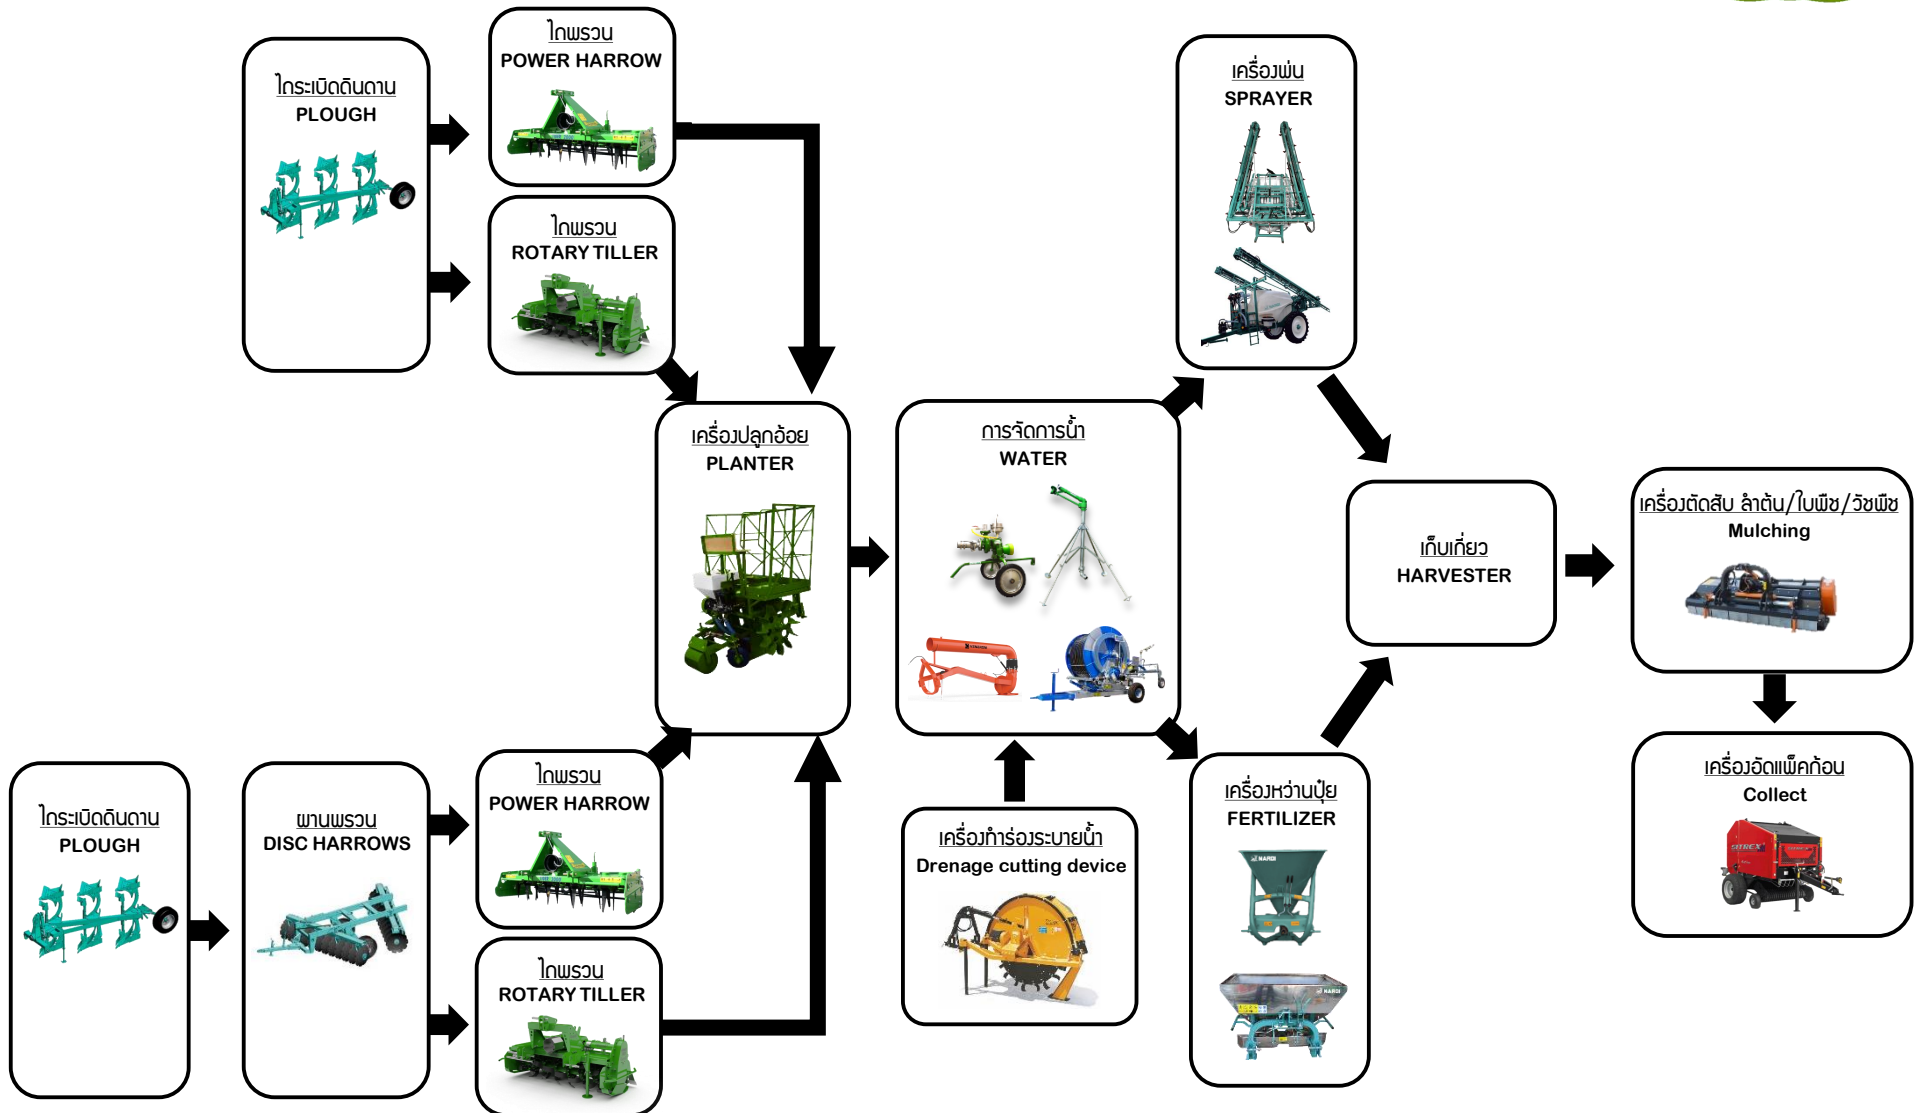 ไถระเบิดดินดาน
PLOUGH
ไถพรวน
POWER HARROW
ไถพรวน
ROTARY TILLER
ไถระเบิดดินดาน
PLOUGH
ผานพรวน
DISC HARROWS
ไถพรวน
POWER HARROW
ไถพรวน
ROTARY TILLER
เครื่องปลูกอ้อย
PLANTER
การจัดการน้ำ
WATER
เครื่องทำร่องระบายน้ำ
Drenage cutting device
เครื่องพ่น
SPRAYER
เครื่องหว่านปุ๋ย
FERTILIZER
NARDI
NARDI
เก็บเกี่ยว
HARVESTER
เครื่องตัดสับ ลำต้น/ใบพืช/วัชพืช
Mulching
เครื่องอัดแพ็คก้อน
Collect
SITREX